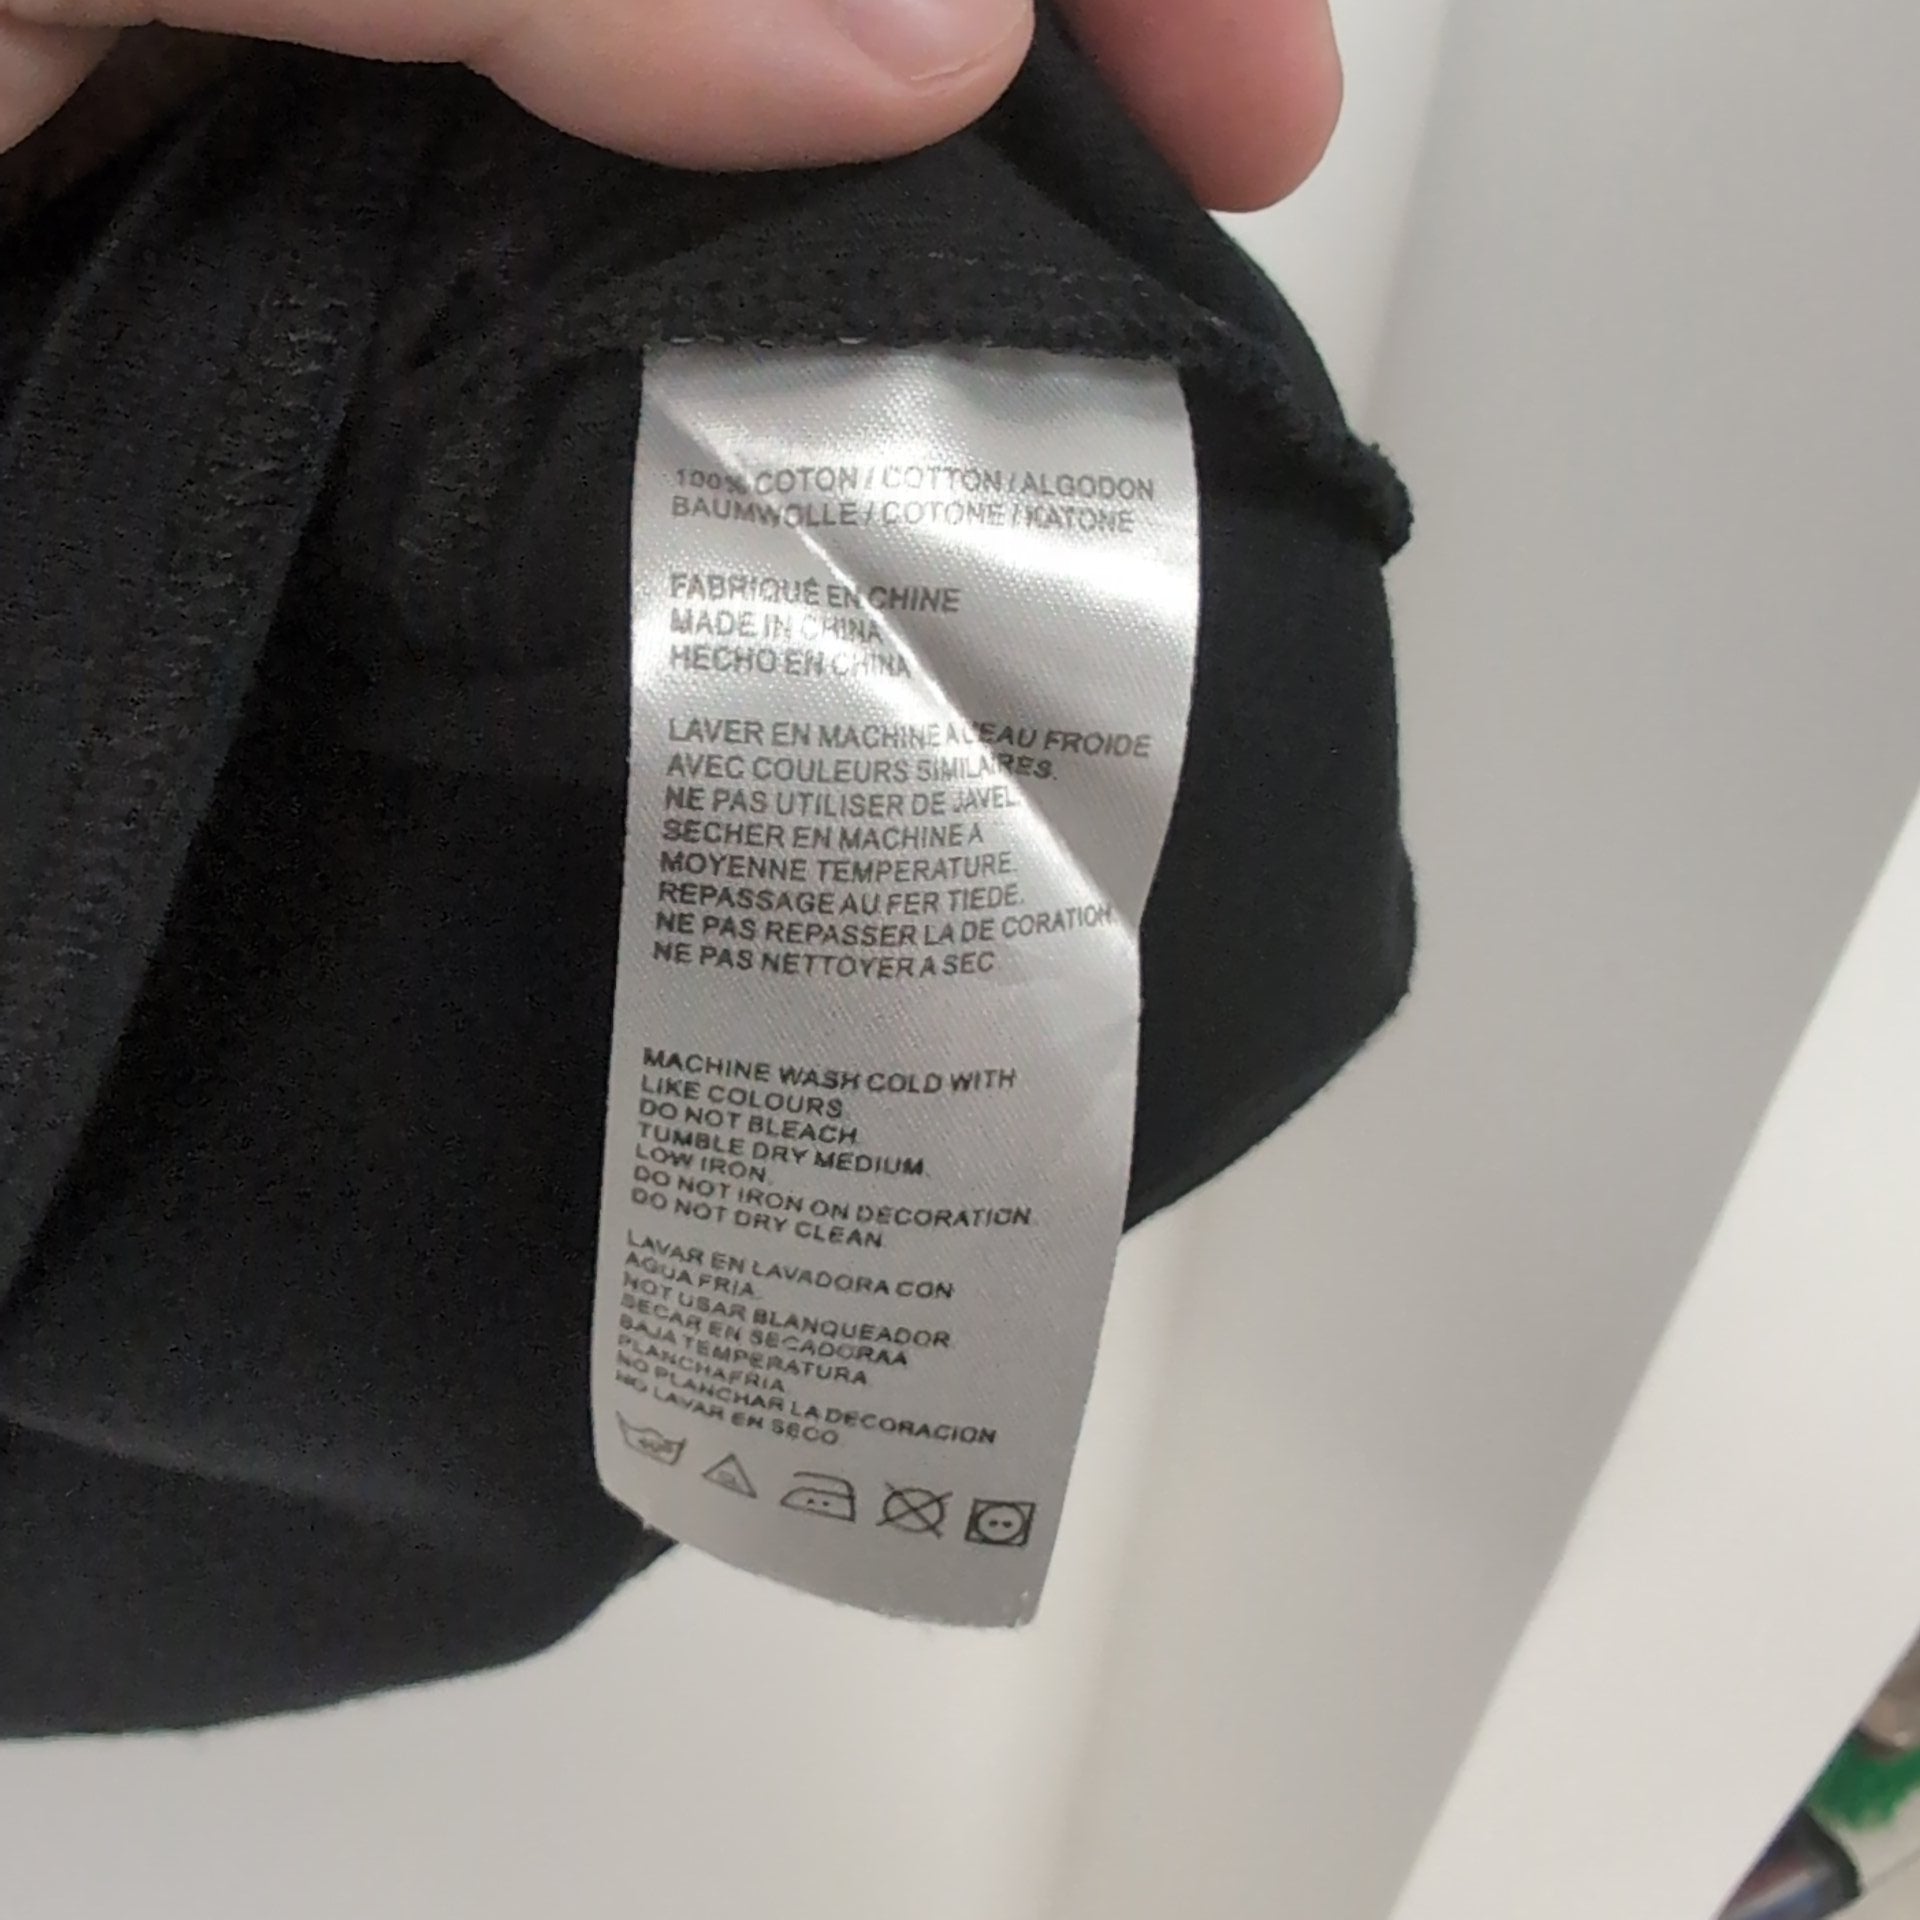 100% COTON / COTTON / ALGODON
BAUMWOLLE / COTONE / KATONE
FABRIQUÉ EN CHINE
MADE IN CHINA
HECHO EN CHINA
LAVER EN MACHINE A L'EAU FROIDE
AVEC COULEURS SIMILAIRES.
NE PAS UTILISER DE JAVEL.
SECHER EN MACHINE A
MOYENNE TEMPERATURE.
REPASSAGE AU FER TIEDE.
NE PAS REPASSER LA DE CORATION.
NE PAS NETTOYER A SEC
MACHINE WASH COLD WITH
LIKE COLOURS
DO NOT BLEACH
TUMBLE DRY MEDIUM.
LOW IRON.
DO NOT IRON ON DECORATION.
DO NOT DRY CLEAN
LAVAR EN LAVADORA CON
AGUA FRIA.
NOT USAR BLANQUEADOR
SECAR EN SECADORAA
BAJA TEMPERATURA
PLANCHAFRIA
NO PLANCHAR LA DECORACION
NO LAVAR EN SECO